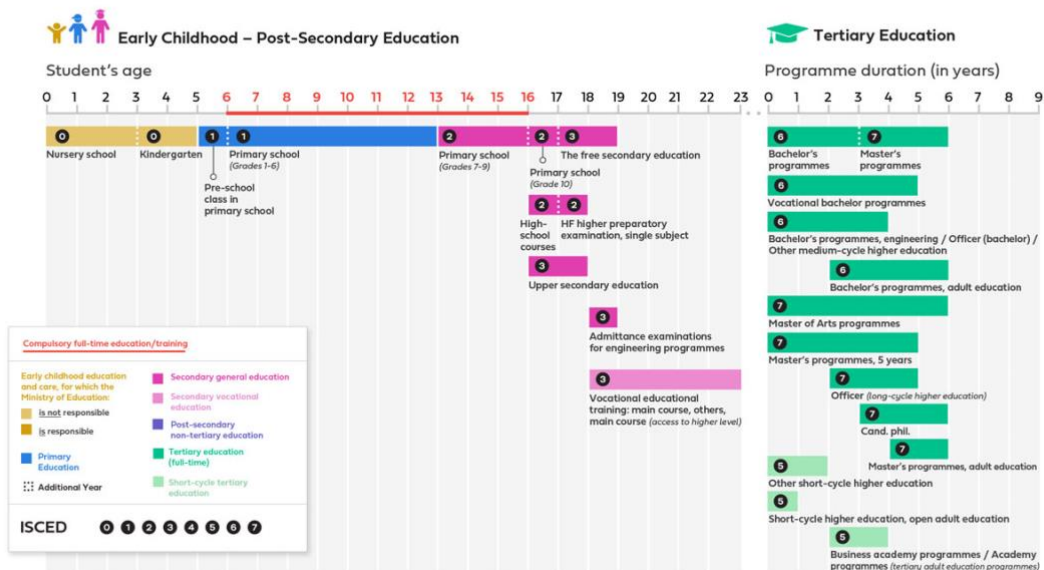 Early Childhood – Post-Secondary Education
Student's age
0 1 2 3 4 5 6 7 8 9 10 11 12 13 14 15 16 17 18 19 20 21 22 23
0 0 1 1 2 2 3
Nursery school
Kindergarten
Pre-school
class in
primary school
Primary school
(Grades 1-6)
Primary school
(Grades 7-9)
Primary school
(Grade 10)
The free secondary education
2 2
High-
school
courses
HF higher preparatory
examination, single subject
3
Upper secondary education
3
Admittance examinations
for engineering programmes
3
Vocational educational
training: main course, others,
main course (access to higher level)
Compulsory full-time education/training
Early childhood education
and care, for which the
Ministry of Education:
is not responsible
is responsible
Primary
Education
Additional Year
Secondary general education
Secondary vocational
education
Post-secondary
non-tertiary education
Tertiary education
(full-time)
Short-cycle tertiary
education
ISCED 0 1 2 3 4 5 6 7
Tertiary Education
Programme duration (in years)
0 1 2 3 4 5 6 7 8 9
6 7
Bachelor's
programmes
Master's
programmes
6
Vocational bachelor programmes
6
Bachelor's programmes, engineering / Officer (bachelor) /
Other medium-cycle higher education
6
Bachelor's programmes, adult education
7
Master of Arts programmes
7
Master's programmes, 5 years
7
Officer (long-cycle higher education)
7
Cand. phil.
7
Master's programmes, adult education
5
Other short-cycle higher education
5
Short-cycle higher education, open adult education
5
Business academy programmes / Academy
programmes (tertiary adult education programmes)